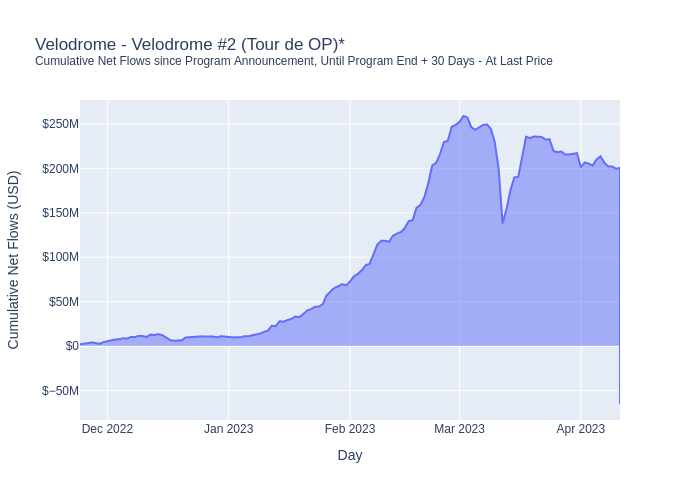 Velodrome - Velodrome #2 (Tour de OP)*
Cumulative Net Flows since Program Announcement, Until Program End + 30 Days - At Last Price
Cumulative Net Flows (USD)
$250M
$200M
$150M
$100M
$50M
$0
$−50M
Dec 2022
Jan 2023
Feb 2023
Mar 2023
Apr 2023
Day